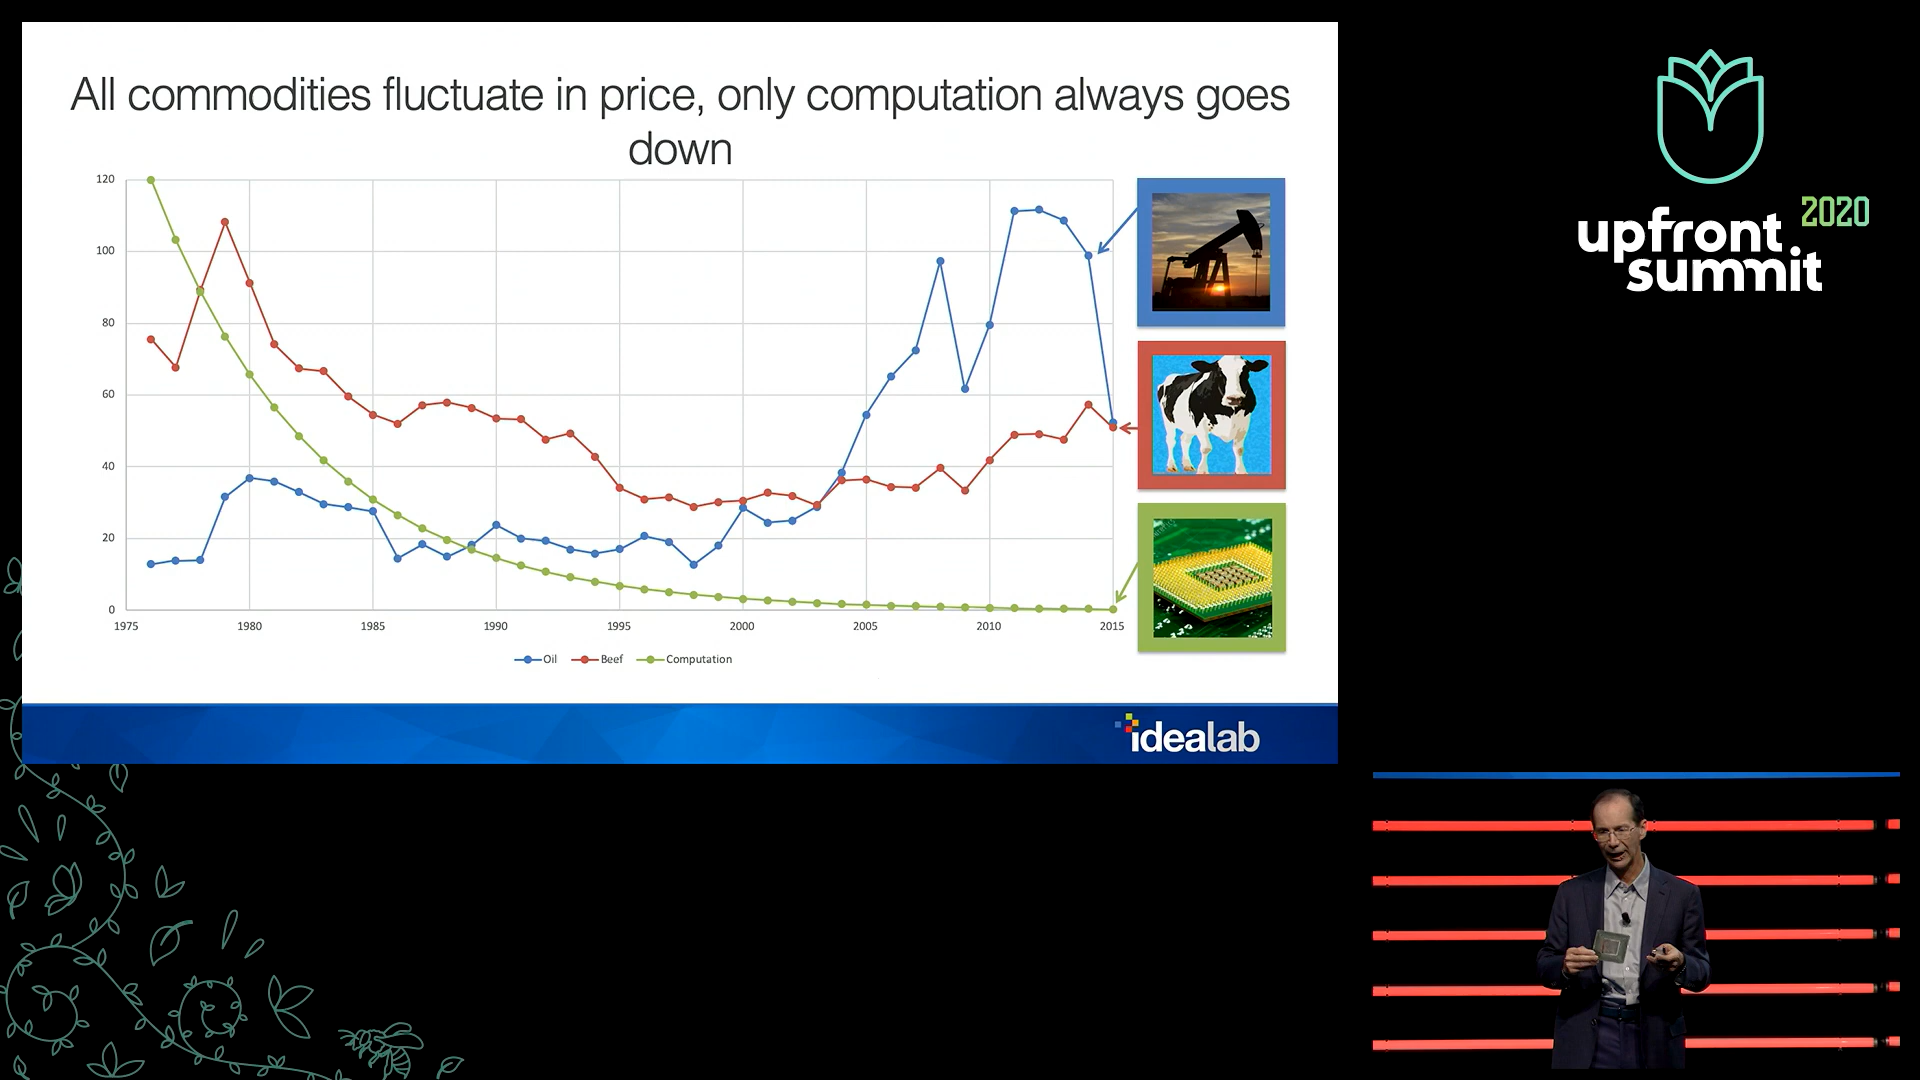 All commodities fluctuate in price, only computation always goes
down
120
100
80
60
40
20
0
1975 1980 1985 1990 1995 2000 2005 2010 2015
Oil Beef Computation
idealab
upfront 2020
summit